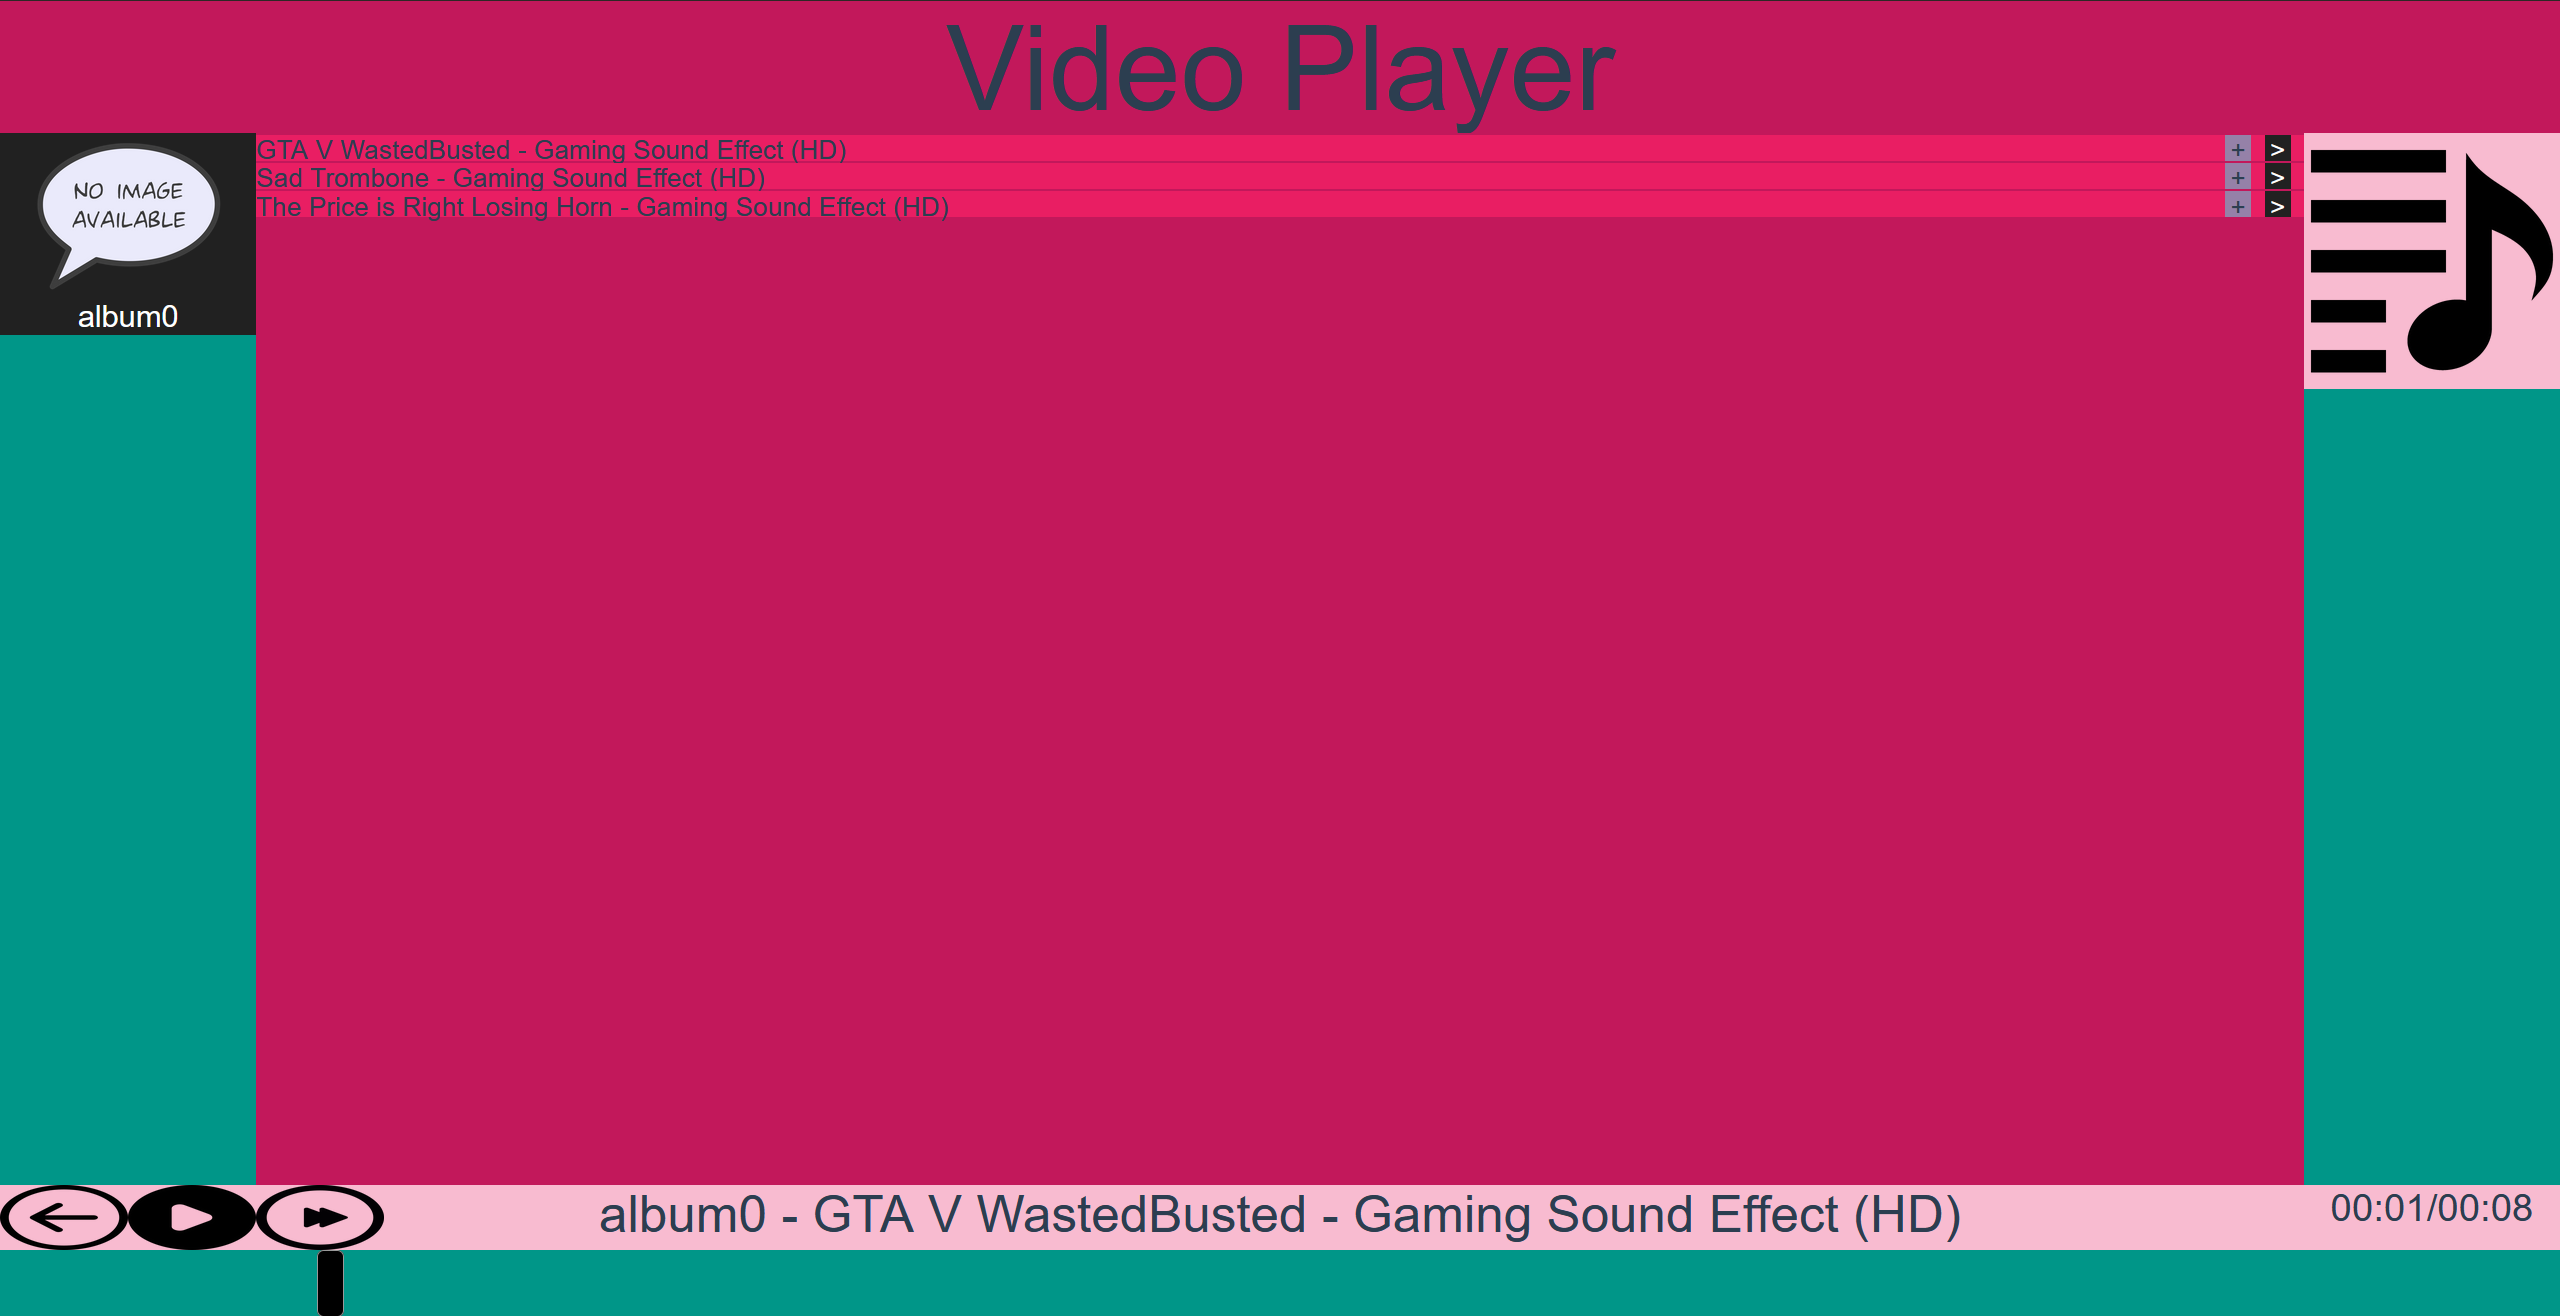 Video Player
NO IMAGE
AVAILABLE
album0
GTA V WastedBusted - Gaming Sound Effect (HD) + >
Sad Trombone - Gaming Sound Effect (HD) + >
The Price is Right Losing Horn - Gaming Sound Effect (HD) + >
album0 - GTA V WastedBusted - Gaming Sound Effect (HD)
00:01/00:08